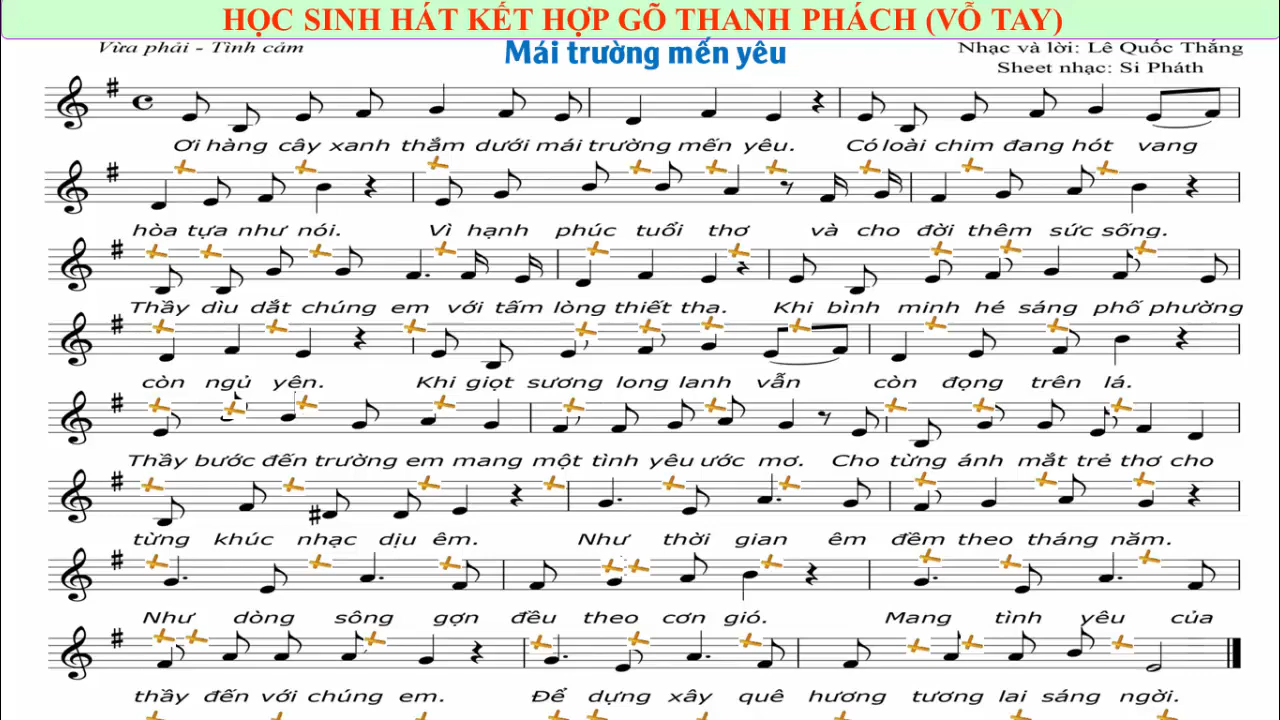 HỌC SINH HÁT KẾT HỢP GÕ THANH PHÁCH (VỖ TAY)
Vừa phải - Tình cảm
Mái trường mến yêu
Nhạc và lời: Lê Quốc Thắng
Sheet nhạc: Si Pháth
Ơi hàng cây xanh thắm dưới mái trường mến yêu. Có loài chim đang hót vang
hòa tựa như nói. Vì hạnh phúc tuổi thơ và cho đời thêm sức sống.
Thầy dìu dắt chúng em với tấm lòng thiết tha. Khi bình minh hé sáng phố phường
còn ngủ yên. Khi giọt sương long lanh vẫn còn đọng trên lá.
Thầy bước đến trường em mang một tình yêu ước mơ. Cho từng ánh mắt trẻ thơ cho
từng khúc nhạc dịu êm. Như thời gian êm đềm theo tháng năm.
Như dòng sông gợn đều theo cơn gió. Mang tình yêu của
thầy đến với chúng em. Để dựng xây quê hương tương lai sáng ngời.